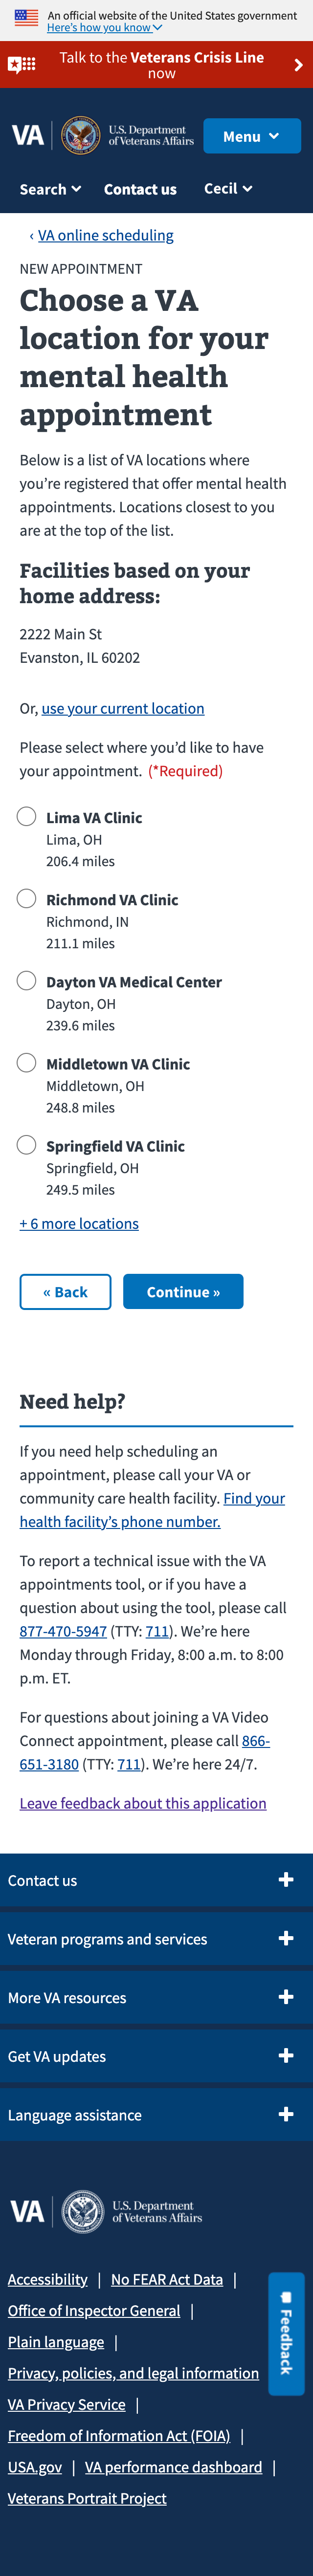 An official website of the United States government
Here's how you know
Talk to the Veterans Crisis Line
now
VA
U.S. Department
of Veterans Affairs
Menu
Search
Contact us
Cecil
‹ VA online scheduling
NEW APPOINTMENT
Choose a VA
location for your
mental health
appointment
Below is a list of VA locations where
you're registered that offer mental health
appointments. Locations closest to you
are at the top of the list.
Facilities based on your
home address:
2222 Main St
Evanston, IL 60202
Or, use your current location
Please select where you'd like to have
your appointment. (*Required)
Lima VA Clinic
Lima, OH
206.4 miles
Richmond VA Clinic
Richmond, IN
211.1 miles
Dayton VA Medical Center
Dayton, OH
239.6 miles
Middletown VA Clinic
Middletown, OH
248.8 miles
Springfield VA Clinic
Springfield, OH
249.5 miles
+ 6 more locations
« Back
Continue »
Need help?
If you need help scheduling an
appointment, please call your VA or
community care health facility. Find your
health facility's phone number.
To report a technical issue with the VA
appointments tool, or if you have a
question about using the tool, please call
877-470-5947 (TTY: 711). We're here
Monday through Friday, 8:00 a.m. to 8:00
p.m. ET.
For questions about joining a VA Video
Connect appointment, please call 866-
651-3180 (TTY: 711). We're here 24/7.
Leave feedback about this application
Contact us
Veteran programs and services
More VA resources
Get VA updates
Language assistance
VA
U.S. Department
of Veterans Affairs
Accessibility | No FEAR Act Data |
Office of Inspector General |
Plain language |
Privacy, policies, and legal information
VA Privacy Service |
Freedom of Information Act (FOIA) |
USA.gov | VA performance dashboard |
Veterans Portrait Project
Feedback